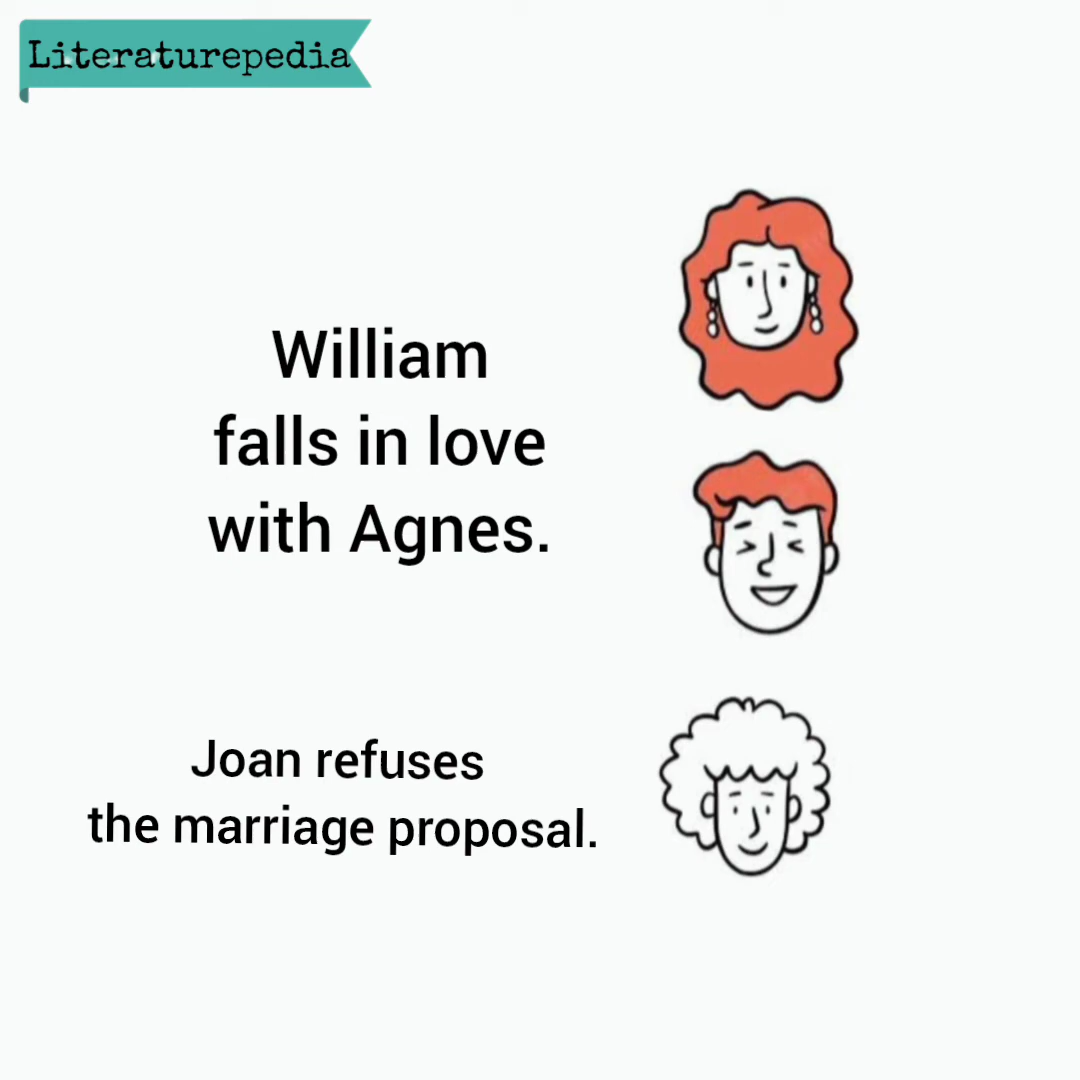 Literaturepedia
William
falls in love
with Agnes.
Joan refuses
the marriage proposal.